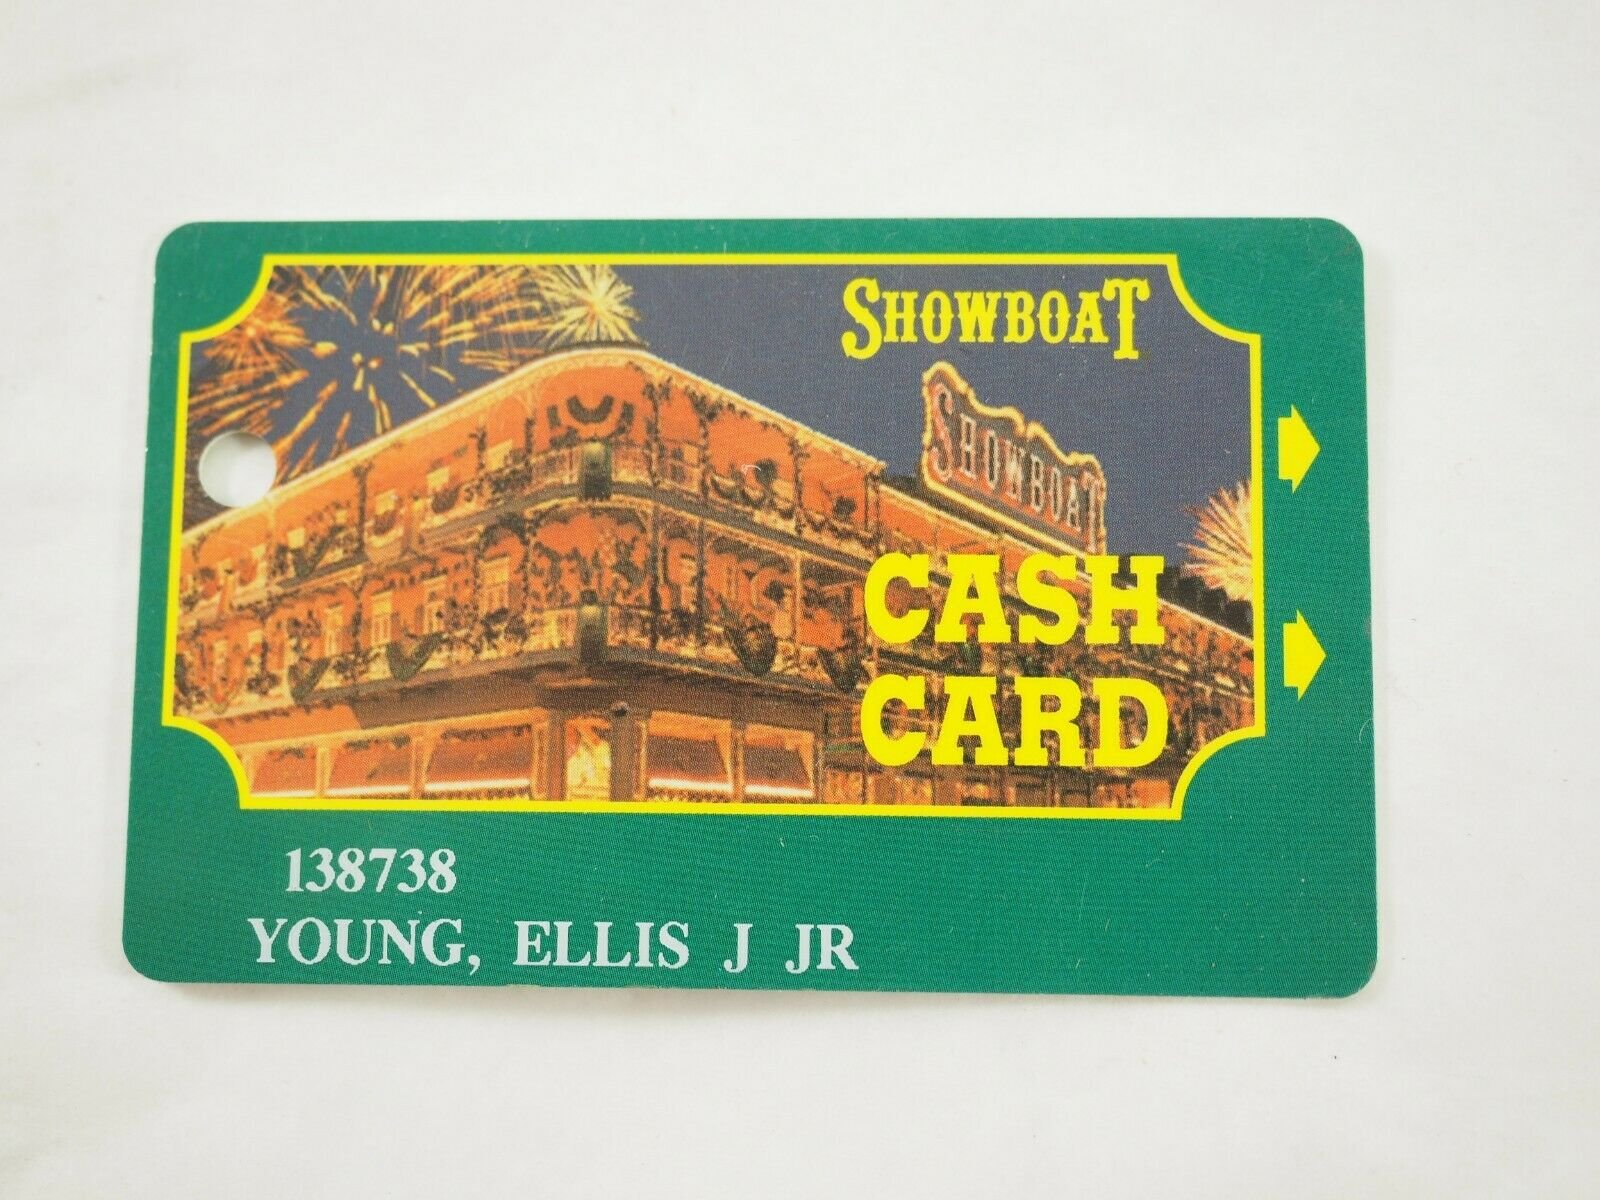 SHOWBOAT
SHOWBOAT
CASH
CARD
138738
YOUNG, ELLIS J JR